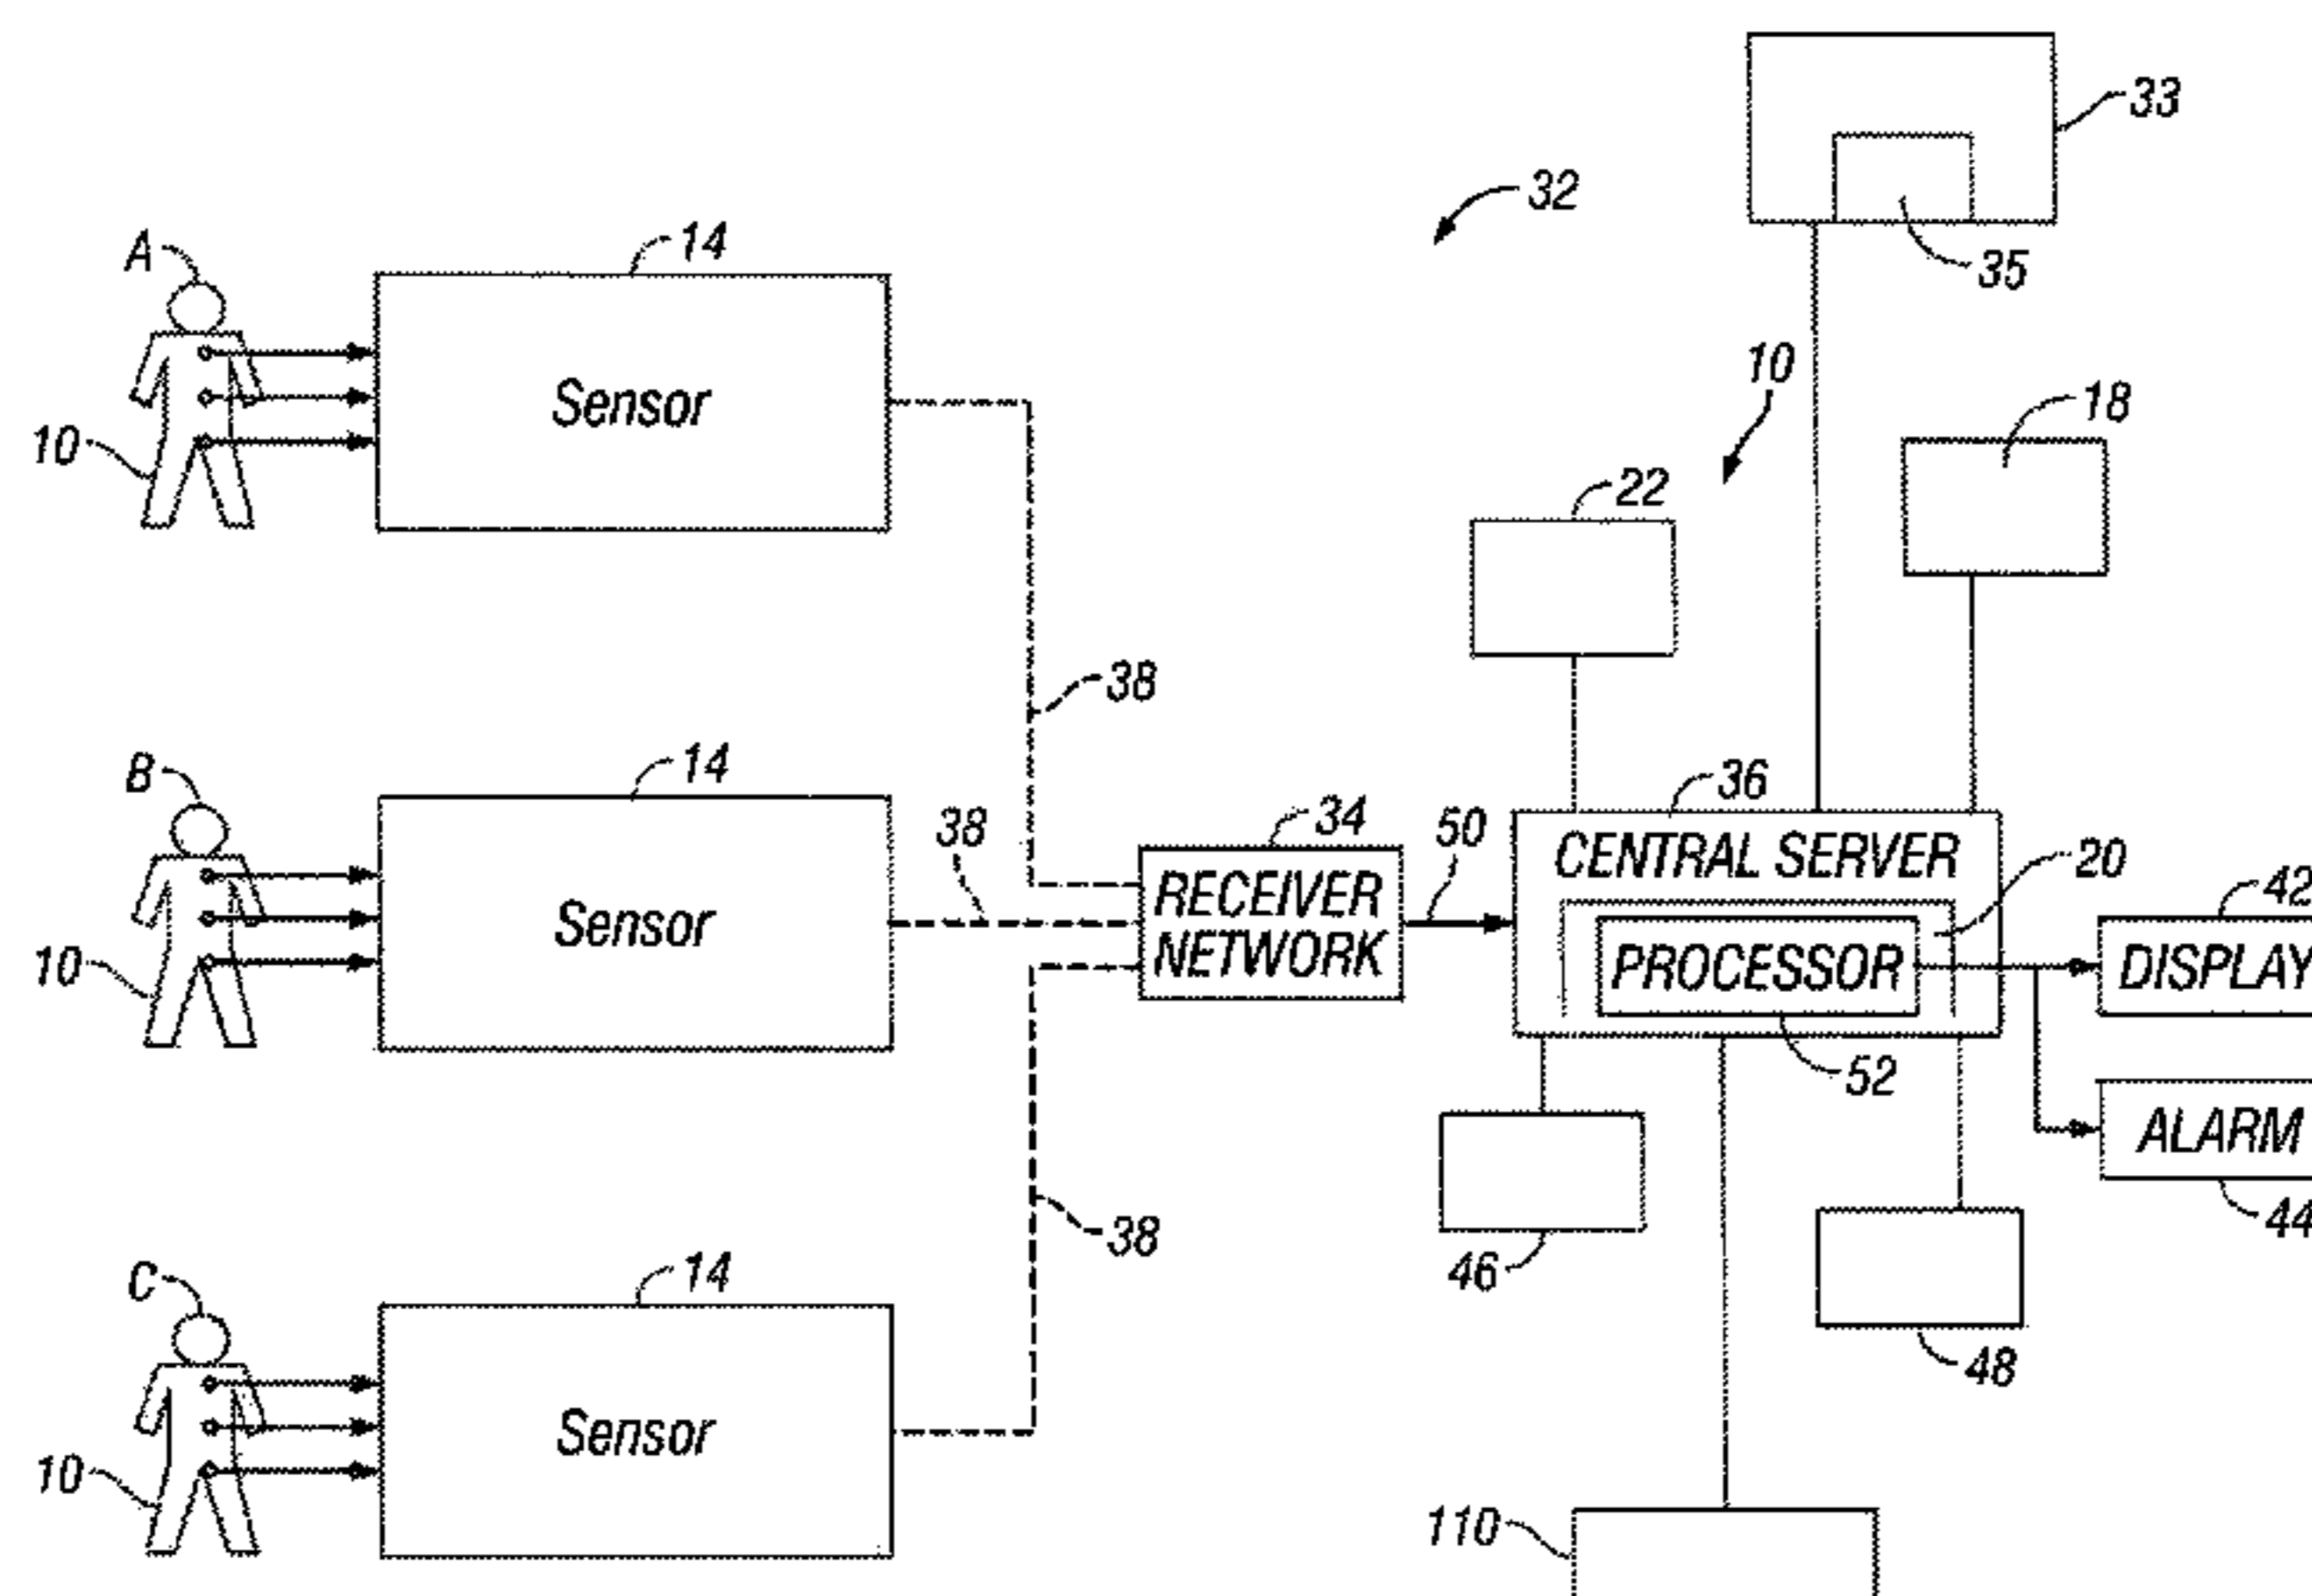 33
32
35
A
14
10
Sensor
10
18
22
38
B
14
36
38
34
50
CENTRAL SERVER
20
42
RECEIVER
NETWORK
Sensor
PROCESSOR
DISPLAY
10
52
ALARM
44
38
46
C
14
48
Sensor
10
110